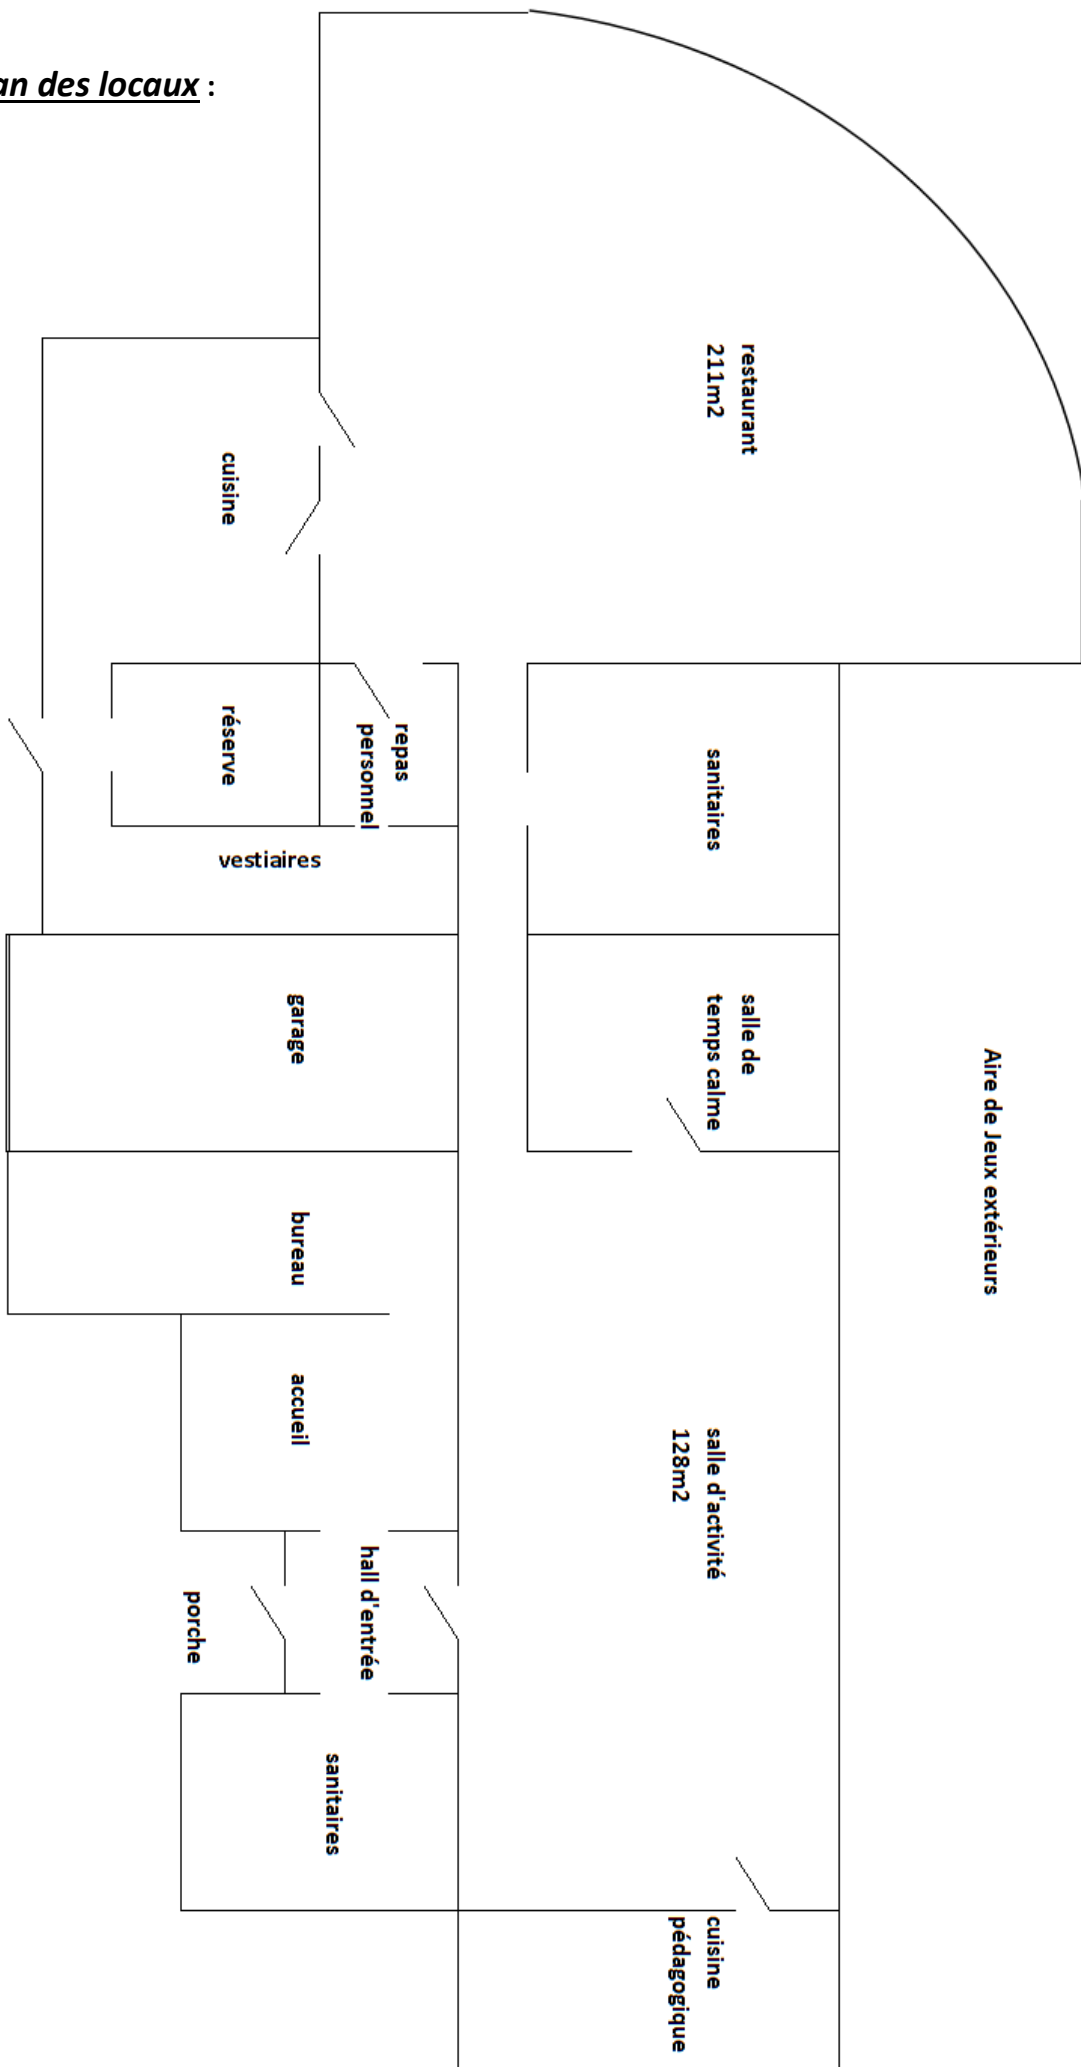 an des locaux :
restaurant
211m2
cuisine
réserve
repas
personnel
sanitaires
vestiaires
garage
salle de
temps calme
Aire de Jeux extérieurs
bureau
accueil
salle d'activité
128m2
hall d'entrée
porche
sanitaires
cuisine
pédagogique